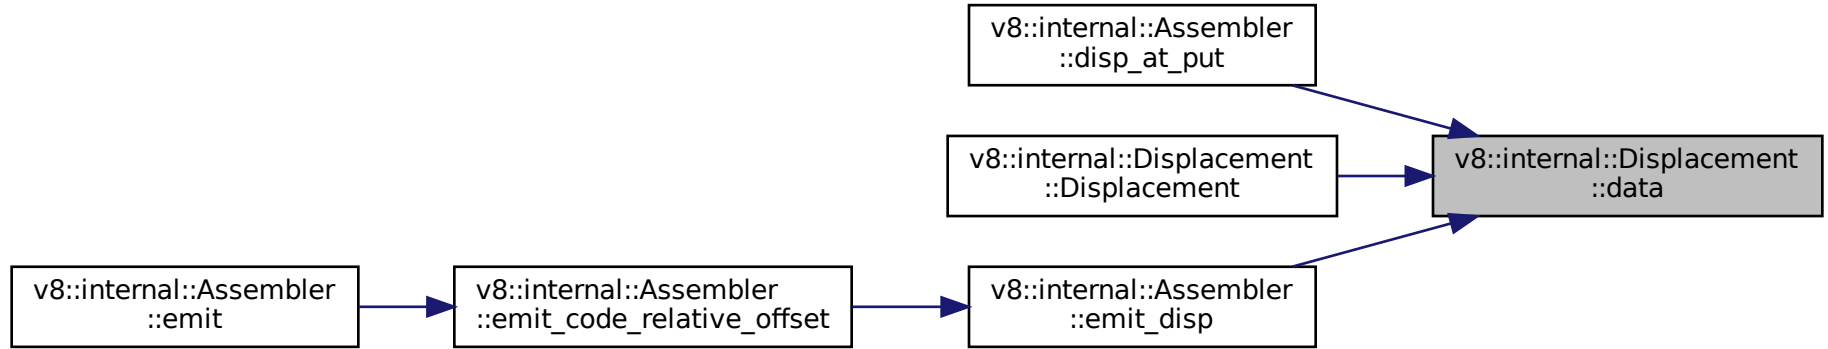 v8::internal::Assembler
::disp_at_put
v8::internal::Displacement
::Displacement
v8::internal::Displacement
::data
v8::internal::Assembler
::emit
v8::internal::Assembler
::emit_code_relative_offset
v8::internal::Assembler
::emit_disp